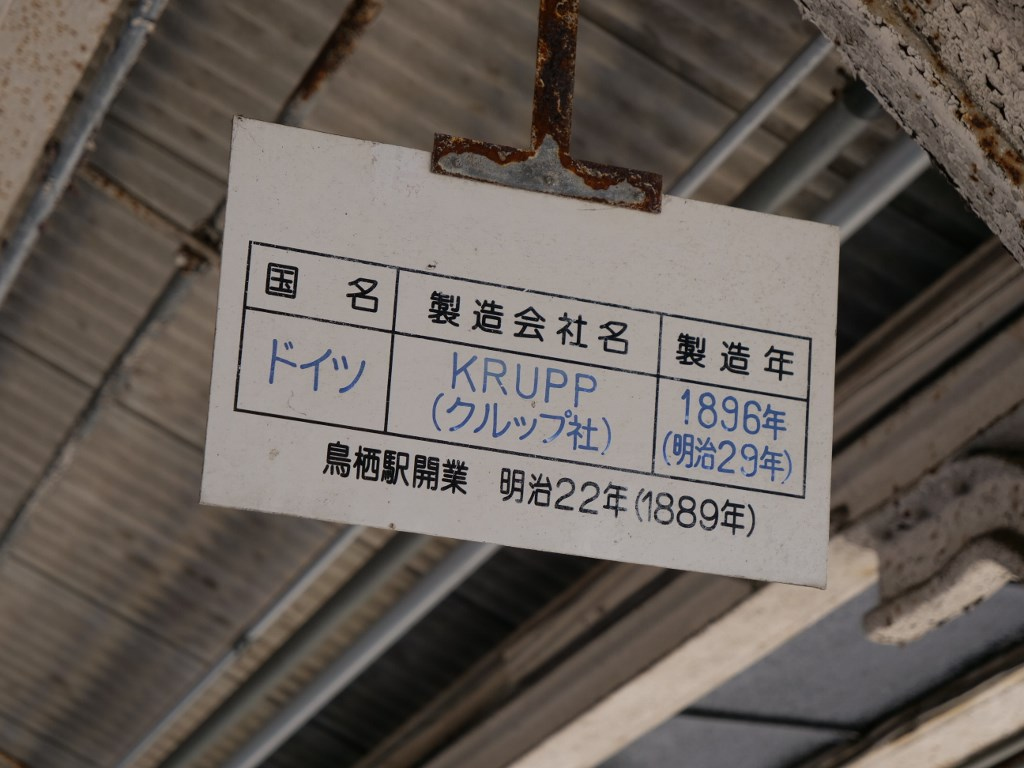 国名 製造会社名 製造年
ドイツ KRUPP 1896年
(クルップ社) (明治29年)
鳥栖駅開業 明治22年(1889年)